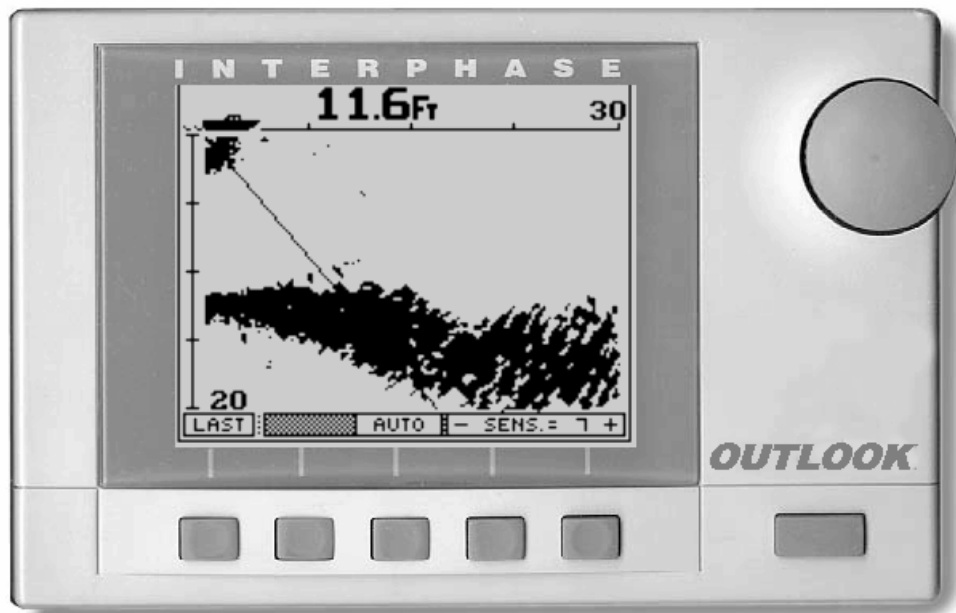 INTERPHASE
11.6FT 30
20
LAST AUTO - SENS.= 7 +
OUTLOOK